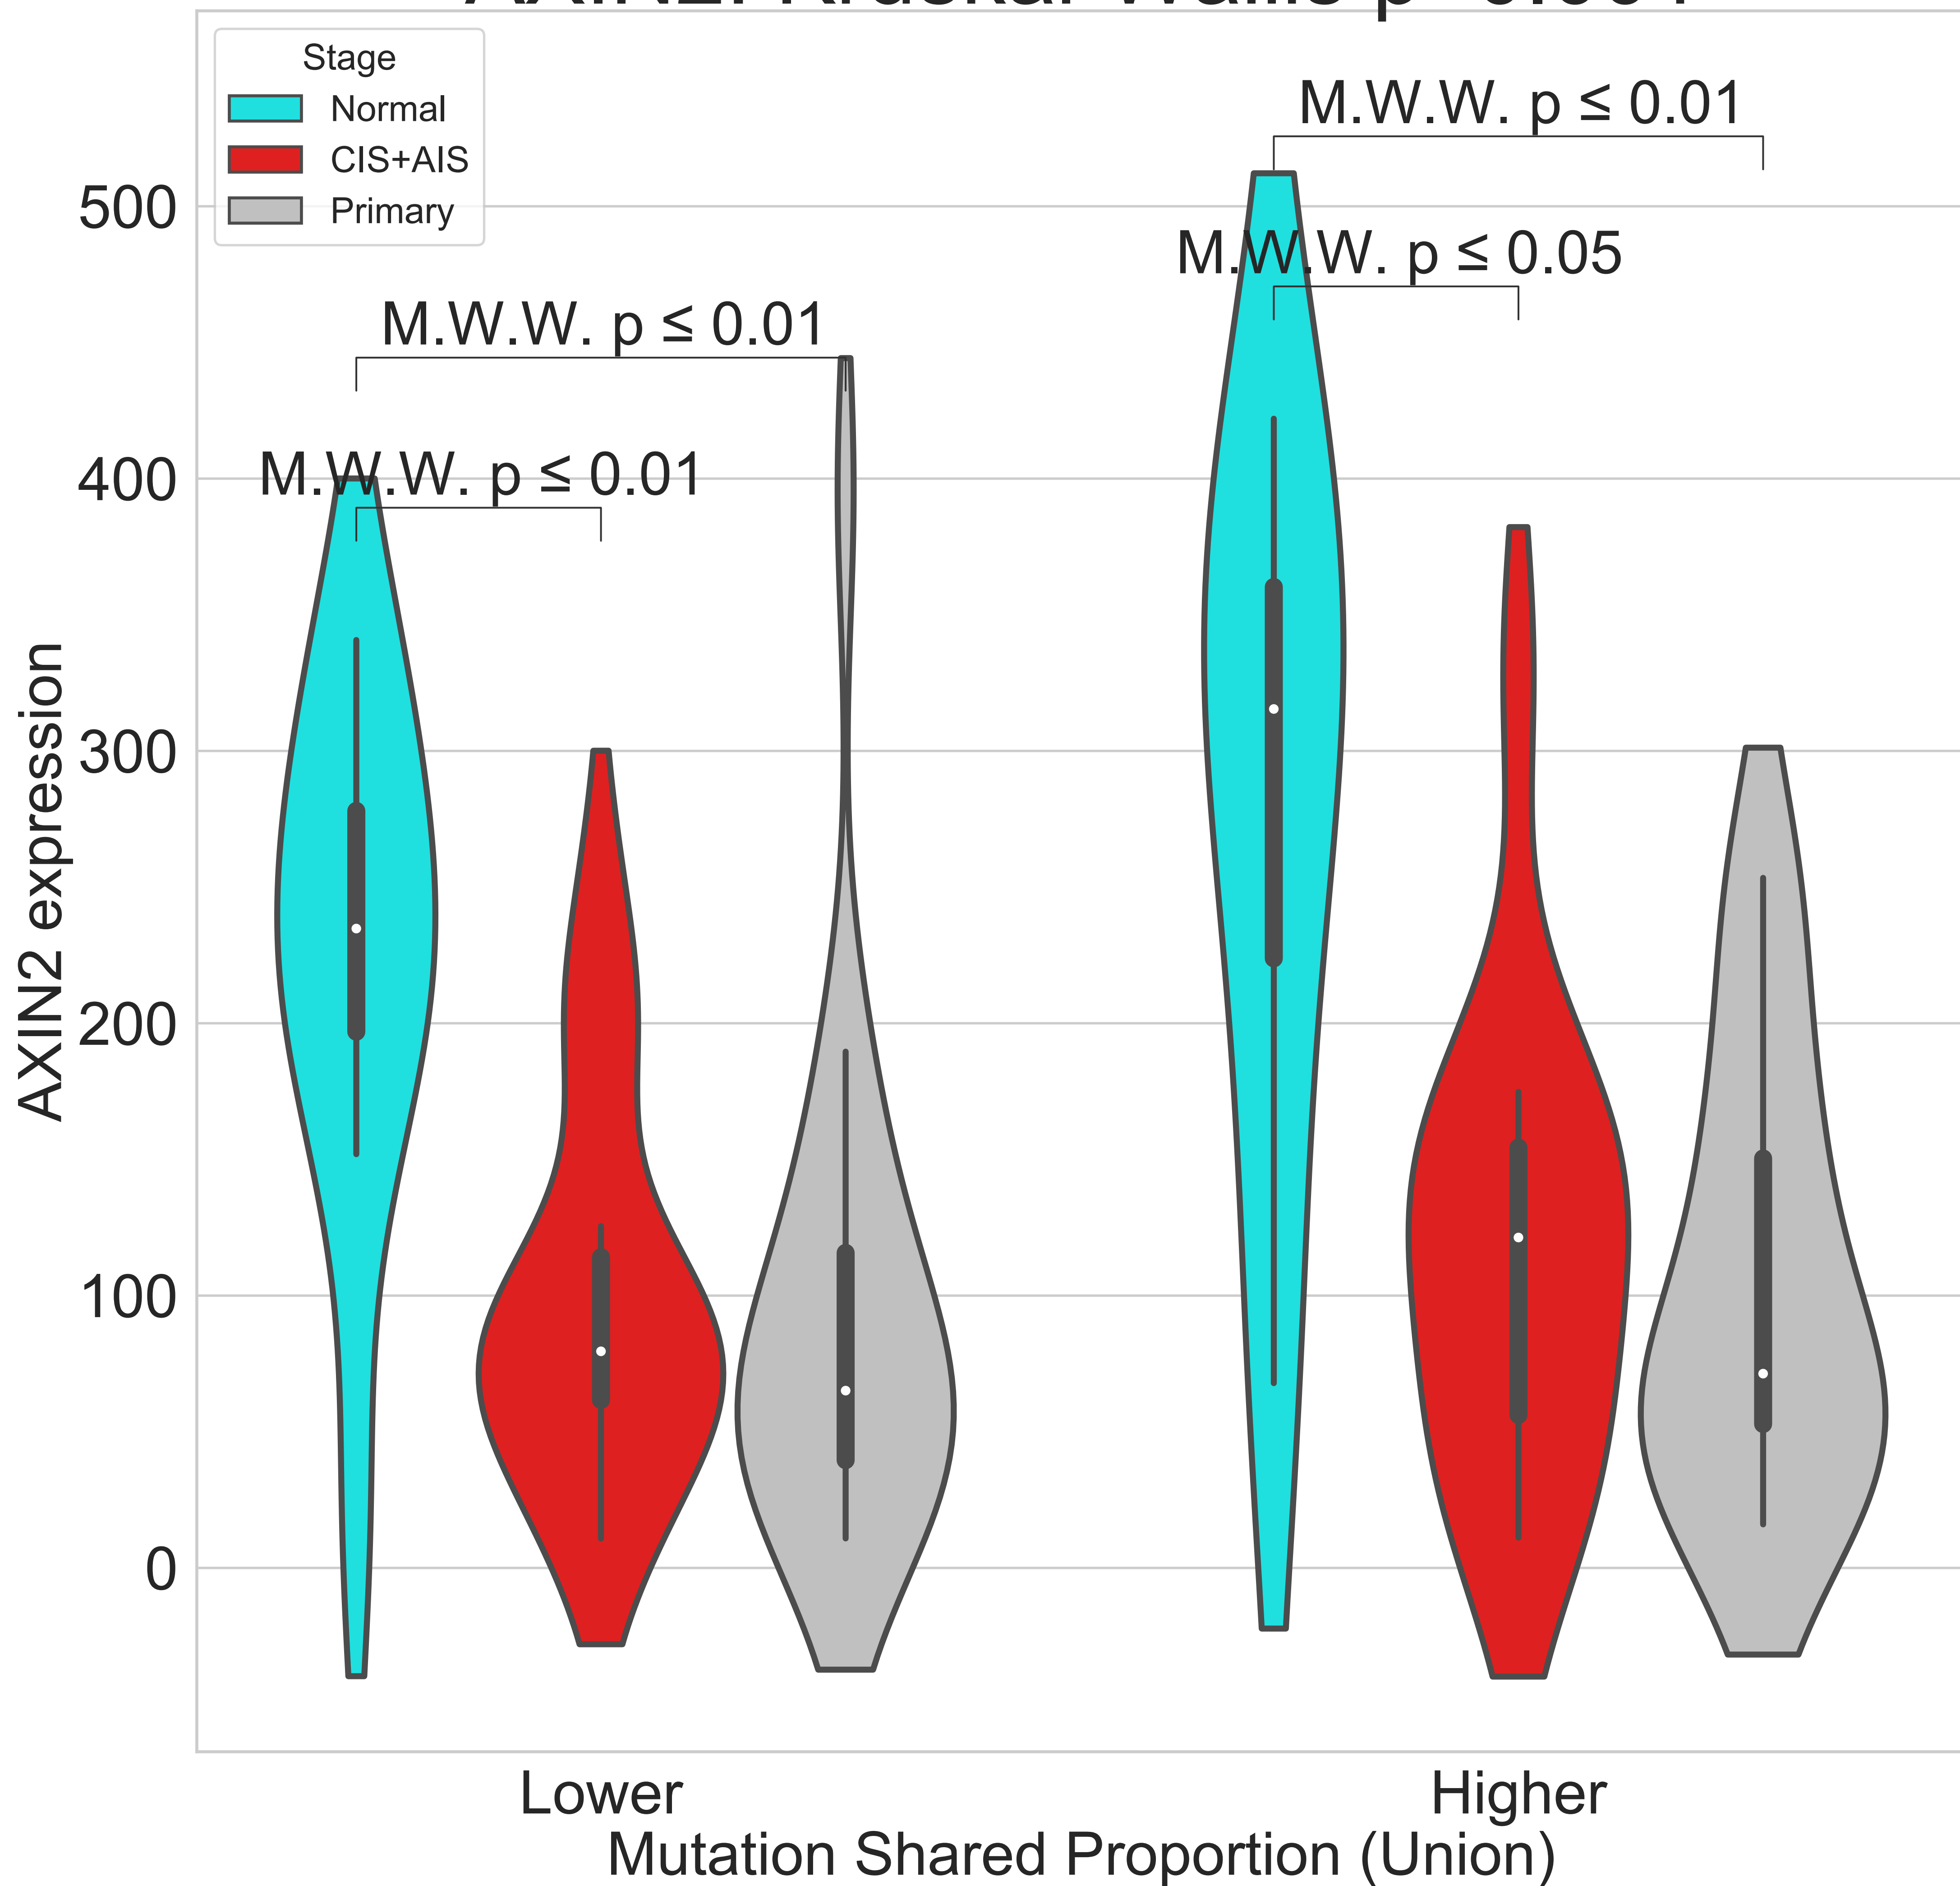 Stage
Normal
CIS+AIS
Primary
M.W.W. p ≤ 0.01
M.W.W. p ≤ 0.05
M.W.W. p ≤ 0.01
M.W.W. p ≤ 0.01
500
400
300
200
100
0
AXIN2 expression
Lower
Higher
Mutation Shared Proportion (Union)